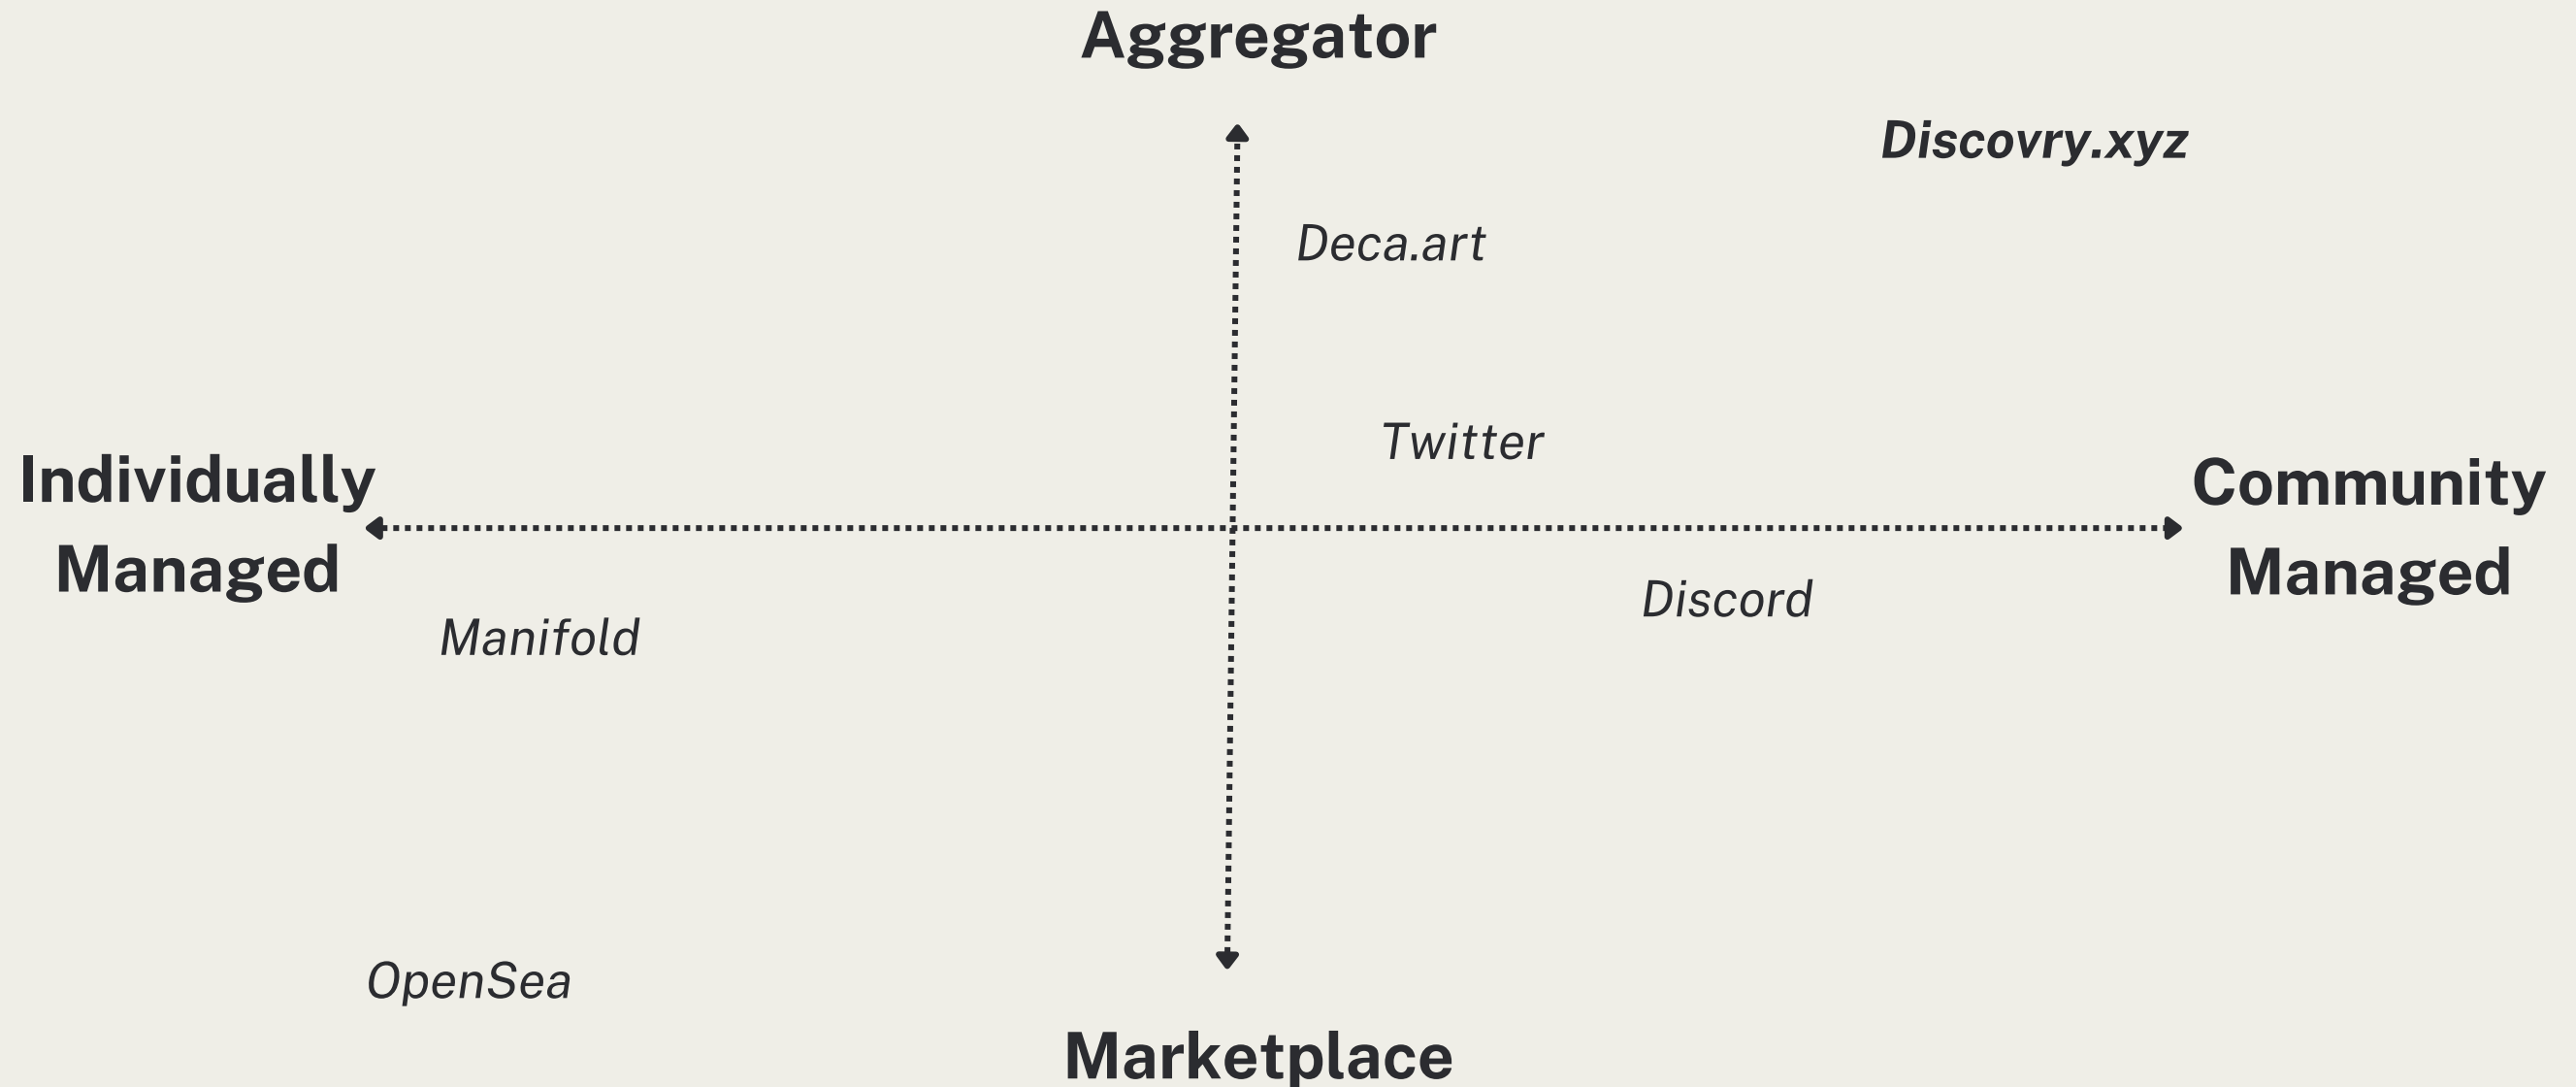 Aggregator
Discovry.xyz
Deca.art
Twitter
Individually
Managed
Community
Managed
Discord
Manifold
OpenSea
Marketplace